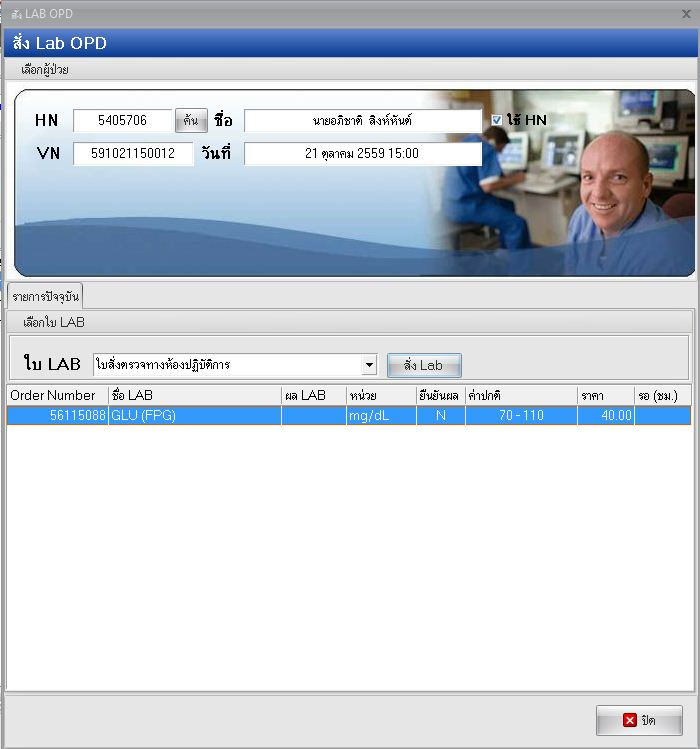 สั่ง LAB OPD
สั่ง Lab OPD
เลือกผู้ป่วย
HN 5405706 ค้น ชื่อ นายอภิชาติ สิงห์หันต์ ใช้ HN
VN 591021150012 วันที่ 21 ตุลาคม 2559 15:00
รายการปัจจุบัน
เลือกใบ LAB
ใบ LAB ใบสั่งตรวจทางห้องปฏิบัติการ สั่ง Lab
Order Number ชื่อ LAB ผล LAB หน่วย ยืนยันผล ค่าปกติ ราคา รอ (ชม.)
56115088 GLU (FPG) mg/dL N 70 - 110 40.00
ปิด